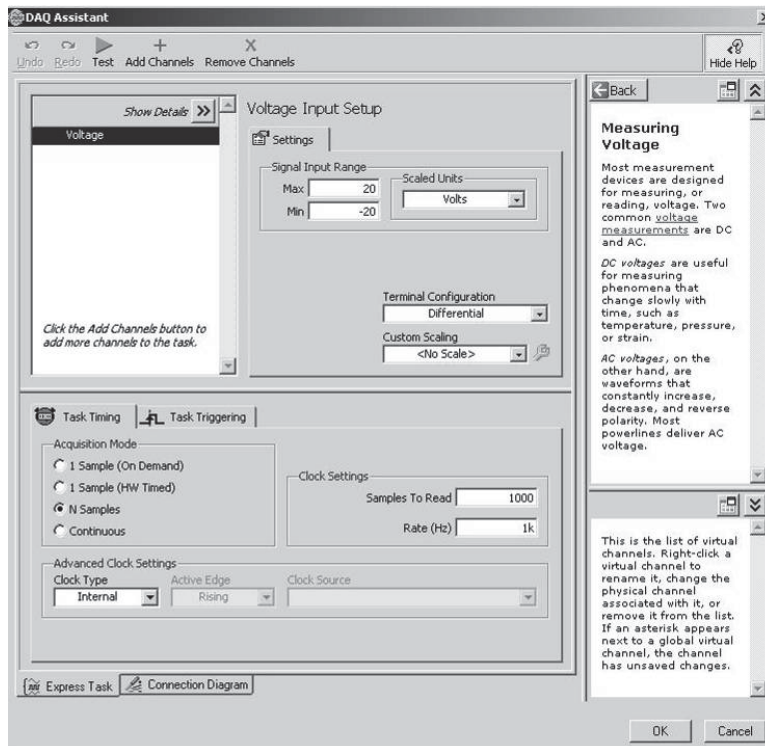 DAQ Assistant
Undo Redo Test Add Channels Remove Channels
Hide Help
Show Details
Voltage
Click the Add Channels button to
add more channels to the task.
Voltage Input Setup
Settings
Signal Input Range
Max 20
Min -20
Scaled Units
Volts
Terminal Configuration
Differential
Custom Scaling
<No Scale>
Task Timing Task Triggering
Acquisition Mode
1 Sample (On Demand)
1 Sample (HW Timed)
N Samples
Continuous
Clock Settings
Samples To Read 1000
Rate (Hz) 1k
Advanced Clock Settings
Clock Type Active Edge Clock Source
Internal Rising
Express Task Connection Diagram
Back
Measuring
Voltage
Most measurement
devices are designed
for measuring, or
reading, voltage. Two
common voltage
measurements are DC
and AC.
DC voltages are useful
for measuring
phenomena that
change slowly with
time, such as
temperature, pressure,
or strain.
AC voltages, on the
other hand, are
waveforms that
constantly increase,
decrease, and reverse
polarity. Most
powerlines deliver AC
voltage.
This is the list of virtual
channels. Right-click a
virtual channel to
rename it, change the
physical channel
associated with it, or
remove it from the list.
If an asterisk appears
next to a global virtual
channel, the channel
has unsaved changes.
OK Cancel